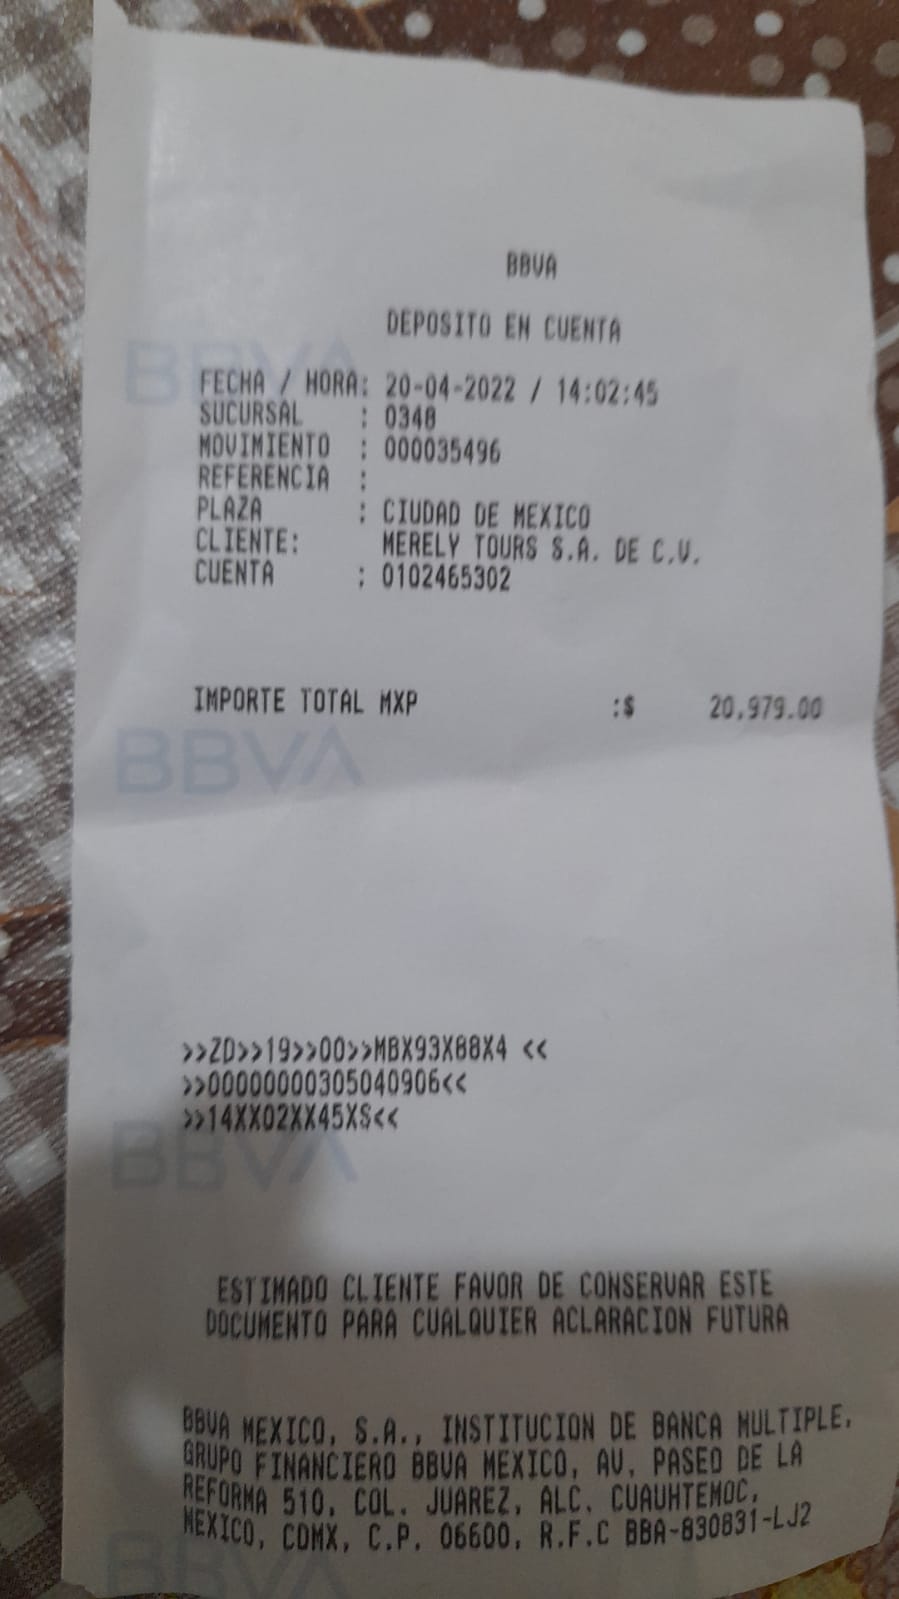 BBVA
DEPOSITO EN CUENTA
FECHA / HORA: 20-04-2022 / 14:02:45
SUCURSAL : 0348
MOVIMIENTO : 000035496
REFERENCIA :
PLAZA : CIUDAD DE MEXICO
CLIENTE: MERELY TOURS S.A. DE C.V.
CUENTA : 0102465302
IMPORTE TOTAL MXP :$ 20,979.00
BBVA
>>ZD>>19>>00>>MBX93X88X4 <<
>>00000000305040906<<
>>14XX02XX45XS<<
BBVA
ESTIMADO CLIENTE FAVOR DE CONSERVAR ESTE
DOCUMENTO PARA CUALQUIER ACLARACION FUTURA
BBVA MEXICO, S.A., INSTITUCION DE BANCA MULTIPLE,
GRUPO FINANCIERO BBVA MEXICO, AV. PASEO DE LA
REFORMA 510, COL. JUAREZ, ALC. CUAUHTEMOC,
MEXICO, CDMX, C.P. 06600, R.F.C BBA-830831-LJ2
BBVA